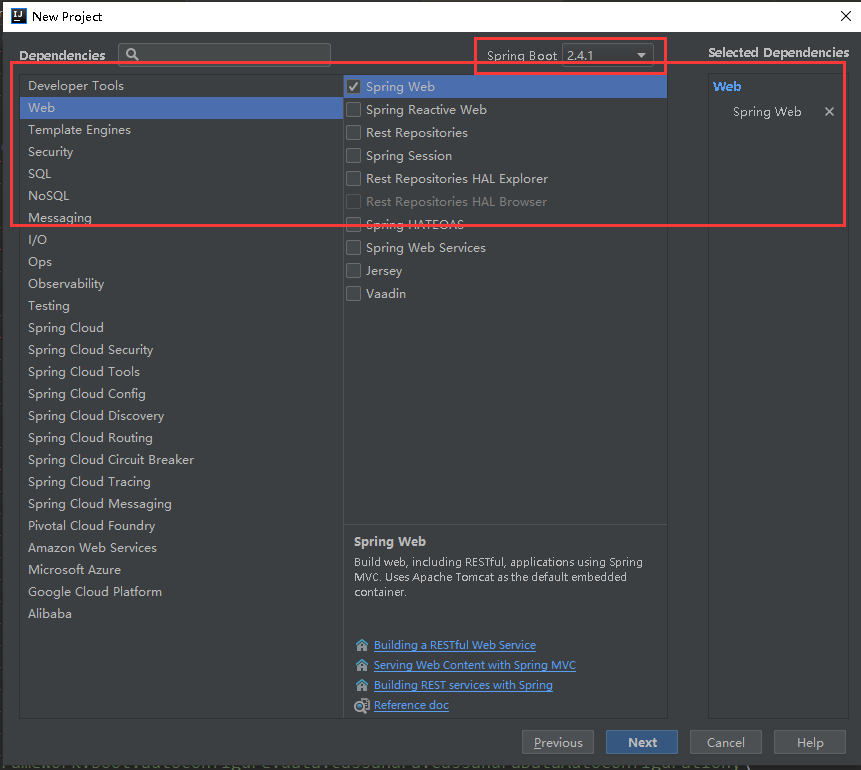 New Project
Dependencies
Spring Boot 2.4.1
Selected Dependencies
Developer Tools
Web
Template Engines
Security
SQL
NoSQL
Messaging
I/O
Ops
Observability
Testing
Spring Cloud
Spring Cloud Security
Spring Cloud Tools
Spring Cloud Config
Spring Cloud Discovery
Spring Cloud Routing
Spring Cloud Circuit Breaker
Spring Cloud Tracing
Spring Cloud Messaging
Pivotal Cloud Foundry
Amazon Web Services
Microsoft Azure
Google Cloud Platform
Alibaba
Spring Web
Spring Reactive Web
Rest Repositories
Spring Session
Rest Repositories HAL Explorer
Rest Repositories HAL Browser
Spring HATEOAS
Spring Web Services
Jersey
Vaadin
Spring Web
Build web, including RESTful, applications using Spring
MVC. Uses Apache Tomcat as the default embedded
container.
Building a RESTful Web Service
Serving Web Content with Spring MVC
Building REST services with Spring
Reference doc
Web
Spring Web
Previous
Next
Cancel
Help